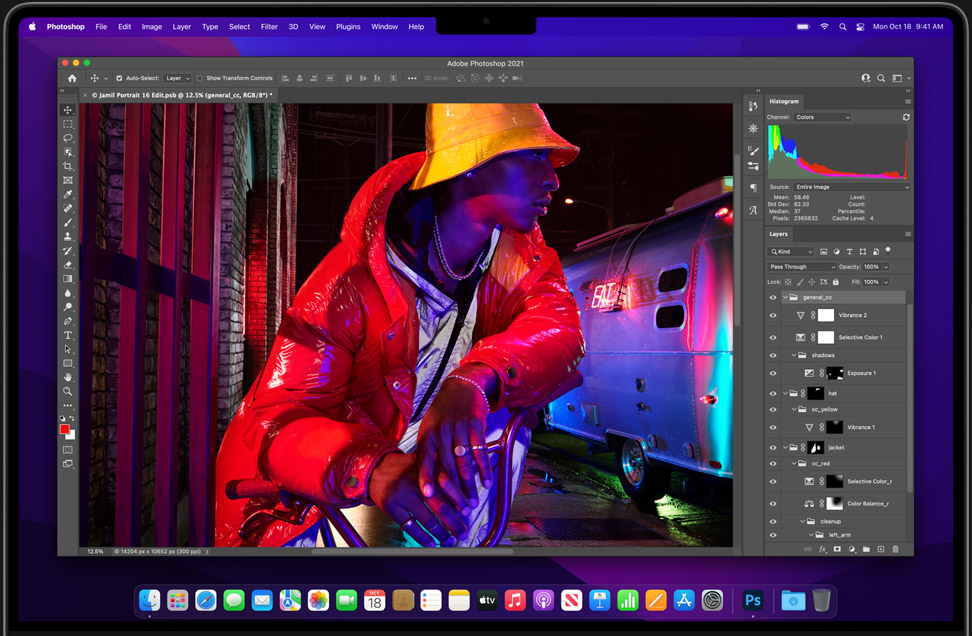 Photoshop File Edit Image Layer Type Select Filter 3D View Plugins Window Help Mon Oct 18 9:41 AM
Adobe Photoshop 2021
Auto-Select: Layer Show Transform Controls ••• 3D Mode:
× © Jamil Portrait 16 Edit.psb @ 12.5% (general_cc, RGB/8*) *
Histogram
Channel: Colors
Source: Entire Image
Mean: 58.46 Level:
Std Dev: 62.33 Count:
Median: 37 Percentile:
Pixels: 2365632 Cache Level: 4
Layers
Kind
Pass Through Opacity: 100%
Lock: Fill: 100%
general_cc
Vibrance 2
Selective Color 1
shadows
Exposure 1
hat
cc_yellow
Vibrance 1
jacket
cc_red
Selective Color_r
Color Balance_r
cleanup
left_arm
fx
EAT
12.5% 14204 px x 10652 px (300 ppi)
OCT
18
tv
Ps